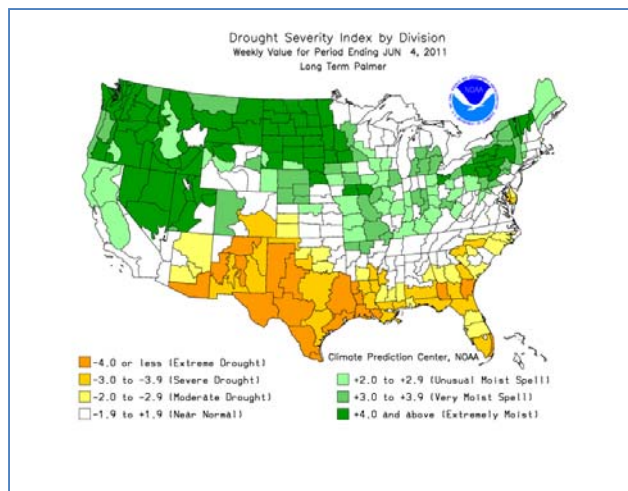 Drought Severity Index by Division
Weekly Value for Period Ending JUN 4, 2011
Long Term Palmer
NOAA
Climate Prediction Center, NOAA
-4.0 or less (Extreme Drought)
-3.0 to -3.9 (Severe Drought)
-2.0 to -2.9 (Moderate Drought)
-1.9 to +1.9 (Near Normal)
+2.0 to +2.9 (Unusual Moist Spell)
+3.0 to +3.9 (Very Moist Spell)
+4.0 and above (Extremely Moist)